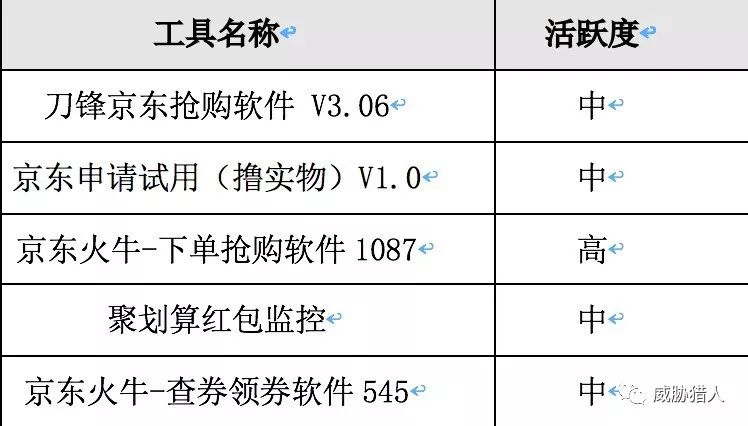 工具名称 活跃度
刀锋京东抢购软件 V3.06 中
京东申请试用（撸实物）V1.0 中
京东火牛-下单抢购软件 1087 高
聚划算红包监控 中
京东火牛-查券领券软件 545 中
威胁猎人